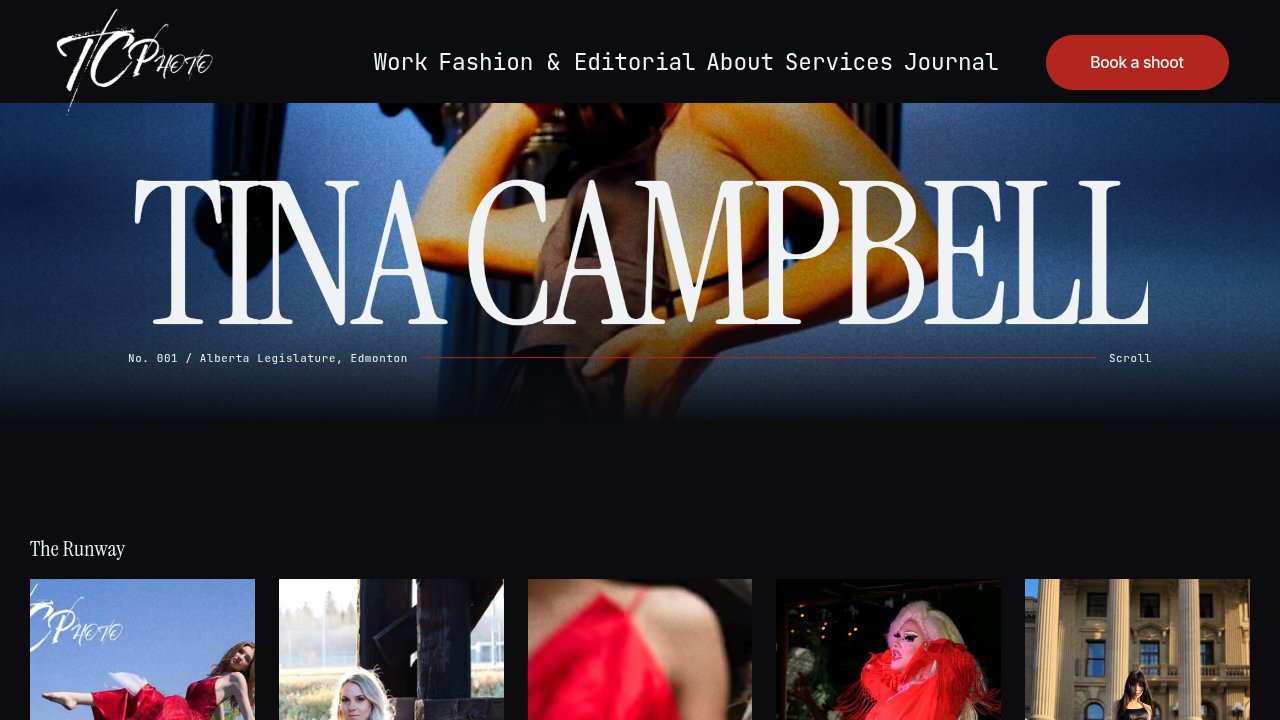 TCPHOTO
Work Fashion & Editorial About Services Journal
Book a shoot
TINA CAMPBELL
No. 001 / Alberta Legislature, Edmonton
Scroll
The Runway
CPHOTO